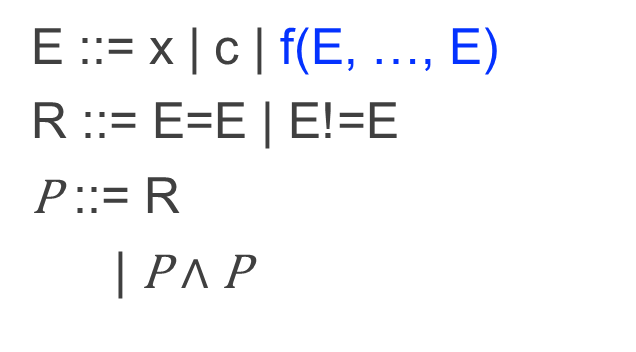 E ::= x | c | f(E, …, E)
R ::= E=E | E!=E
𝑃 ::= R
| 𝑃 ∧ 𝑃